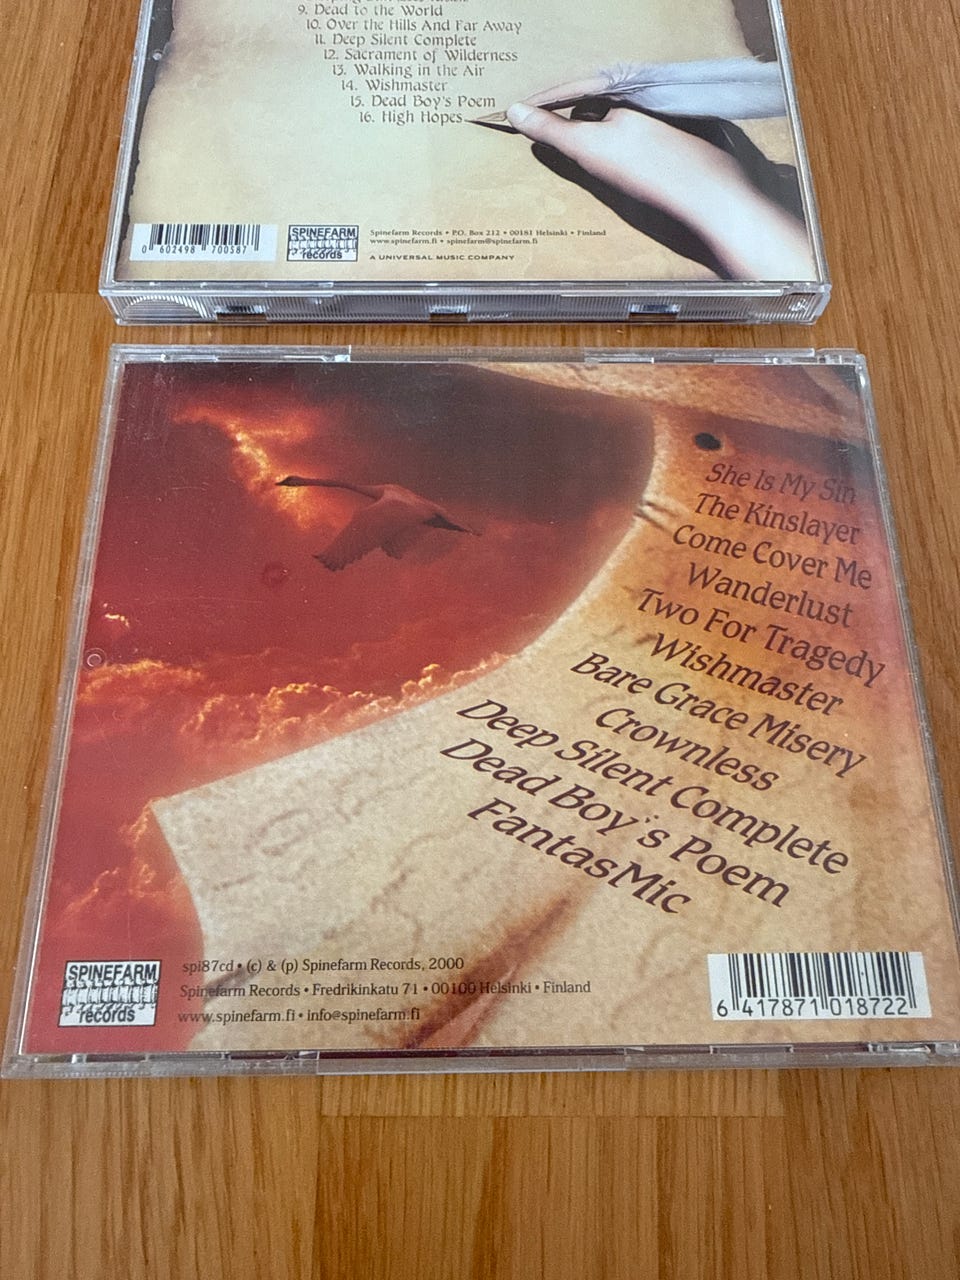 9. Dead to the World
10. Over the Hills And Far Away
11. Deep Silent Complete
12. Sacrament of Wilderness
13. Walking in the Air
14. Wishmaster
15. Dead Boy's Poem
16. High Hopes
0 602498 700587
SPINEFARM
records
Spinefarm Records • P.O. Box 212 • 00181 Helsinki • Finland
www.spinefarm.fi • spinefarm@spinefarm.fi
A UNIVERSAL MUSIC COMPANY
She Is My Sin
The Kinslayer
Come Cover Me
Wanderlust
Two For Tragedy
Wishmaster
Bare Grace Misery
Crownless
Deep Silent Complete
Dead Boy's Poem
FantasMic
SPINEFARM
records
spi87cd • (c) & (p) Spinefarm Records, 2000
Spinefarm Records • Fredrikinkatu 71 • 00100 Helsinki • Finland
www.spinefarm.fi • info@spinefarm.fi
6 417871 018722